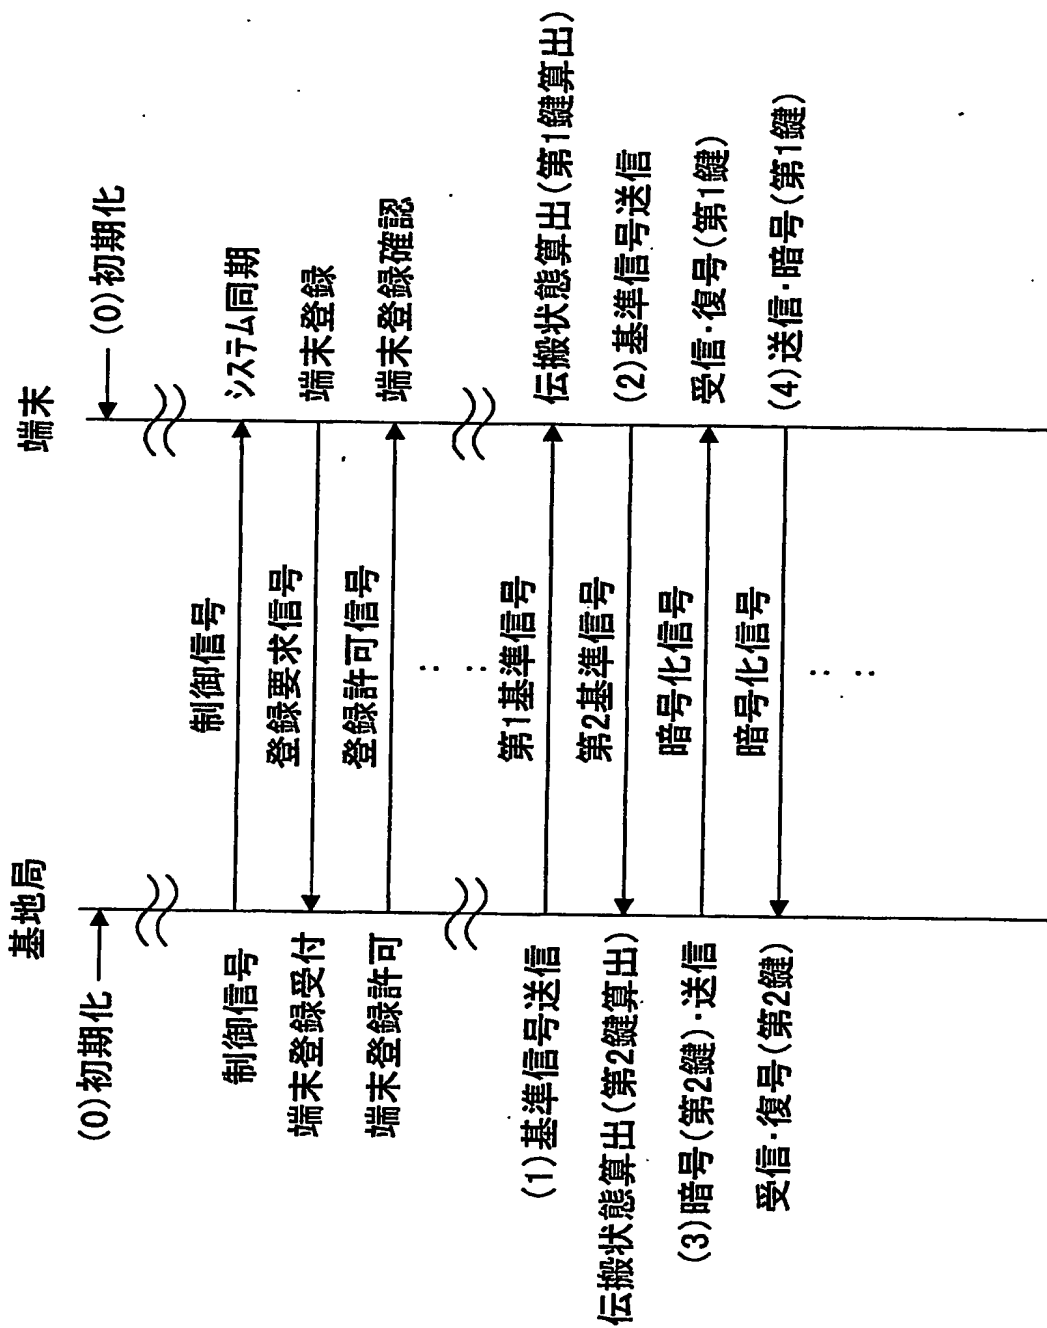 基地局
端末
(0)初期化
(0)初期化
制御信号
制御信号
システム同期
端末登録受付
登録要求信号
端末登録
端末登録許可
登録許可信号
端末登録確認
(1)基準信号送信
第1基準信号
伝搬状態算出(第1鍵算出)
伝搬状態算出(第2鍵算出)
第2基準信号
(2)基準信号送信
(3)暗号(第2鍵)・送信
暗号化信号
受信・復号(第1鍵)
受信・復号(第2鍵)
暗号化信号
(4)送信・暗号(第1鍵)